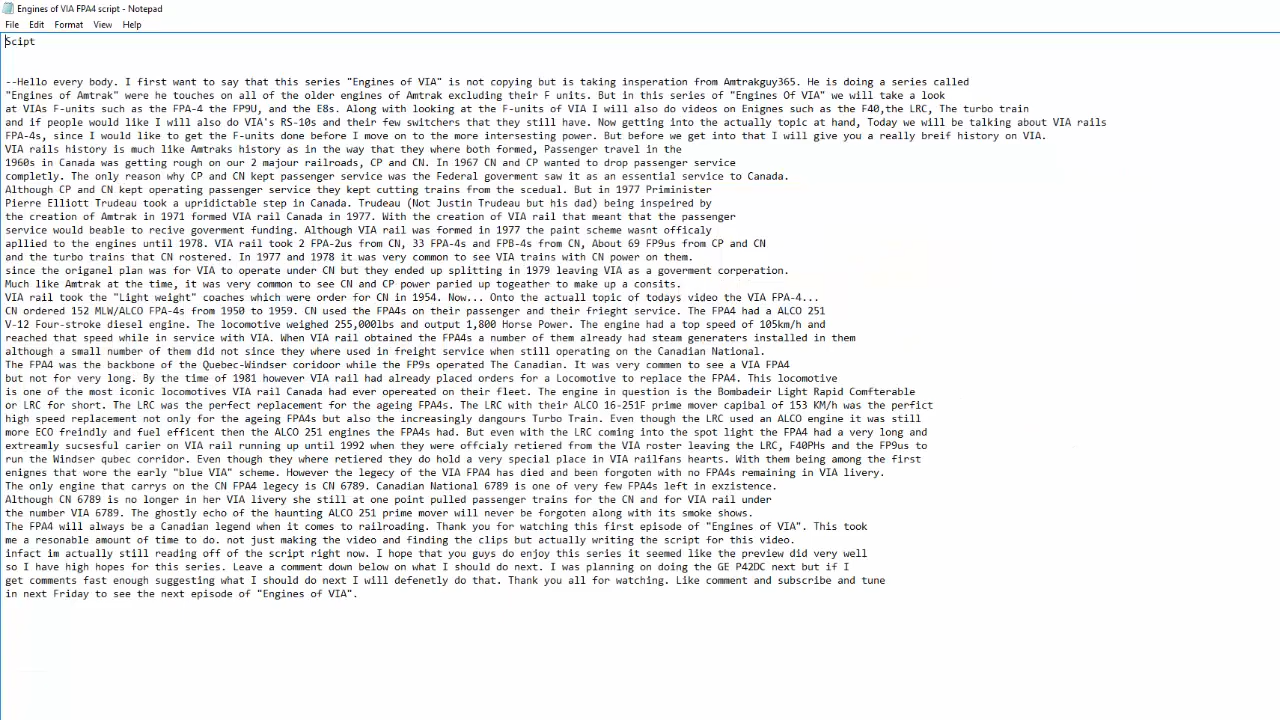 Engines of VIA FPA4 script - Notepad
File Edit Format View Help
Scipt
--Hello every body. I first want to say that this series "Engines of VIA" is not copying but is taking insperation from Amtrakguy365. He is doing a series called
"Engines of Amtrak" were he touches on all of the older engines of Amtrak excluding their F units. But in this series of "Engines Of VIA" we will take a look
at VIAs F-units such as the FPA-4 the FP9U, and the E8s. Along with looking at the F-units of VIA I will also do videos on Enignes such as the F40,the LRC, The turbo train
and if people would like I will also do VIA's RS-10s and their few switchers that they still have. Now getting into the actually topic at hand, Today we will be talking about VIA rails
FPA-4s, since I would like to get the F-units done before I move on to the more intersesting power. But before we get into that I will give you a really breif history on VIA.
VIA rails history is much like Amtraks history as in the way that they where both formed, Passenger travel in the
1960s in Canada was getting rough on our 2 majour railroads, CP and CN. In 1967 CN and CP wanted to drop passenger service
completly. The only reason why CP and CN kept passenger service was the Federal goverment saw it as an essential service to Canada.
Although CP and CN kept operating passenger service they kept cutting trains from the scedual. But in 1977 Priminister
Pierre Elliott Trudeau took a upridictable step in Canada. Trudeau (Not Justin Trudeau but his dad) being inspeired by
the creation of Amtrak in 1971 formed VIA rail Canada in 1977. With the creation of VIA rail that meant that the passenger
service would beable to recive goverment funding. Although VIA rail was formed in 1977 the paint scheme wasnt officaly
apllied to the engines until 1978. VIA rail took 2 FPA-2us from CN, 33 FPA-4s and FPB-4s from CN, About 69 FP9us from CP and CN
and the turbo trains that CN rostered. In 1977 and 1978 it was very common to see VIA trains with CN power on them.
since the origanel plan was for VIA to operate under CN but they ended up splitting in 1979 leaving VIA as a goverment corperation.
Much like Amtrak at the time, it was very common to see CN and CP power paried up togeather to make up a consits.
VIA rail took the "Light weight" coaches which were order for CN in 1954. Now... Onto the actuall topic of todays video the VIA FPA-4...
CN ordered 152 MLW/ALCO FPA-4s from 1950 to 1959. CN used the FPA4s on their passenger and their frieght service. The FPA4 had a ALCO 251
V-12 Four-stroke diesel engine. The locomotive weighed 255,000lbs and output 1,800 Horse Power. The engine had a top speed of 105km/h and
reached that speed while in service with VIA. When VIA rail obtained the FPA4s a number of them already had steam generaters installed in them
although a small number of them did not since they where used in freight service when still operating on the Canadian National.
The FPA4 was the backbone of the Quebec-Windser coridoor while the FP9s operated The Canadian. It was very commen to see a VIA FPA4
but not for very long. By the time of 1981 however VIA rail had already placed orders for a Locomotive to replace the FPA4. This locomotive
is one of the most iconic locomotives VIA rail Canada had ever opereated on their fleet. The engine in question is the Bombadeir Light Rapid Comfterable
or LRC for short. The LRC was the perfect replacement for the ageing FPA4s. The LRC with their ALCO 16-251F prime mover capibal of 153 KM/h was the perfict
high speed replacement not only for the ageing FPA4s but also the increasingly dangours Turbo Train. Even though the LRC used an ALCO engine it was still
more ECO freindly and fuel efficent then the ALCO 251 engines the FPA4s had. But even with the LRC coming into the spot light the FPA4 had a very long and
extreamly sucsesful carier on VIA rail running up until 1992 when they were offcialy retiered from the VIA roster leaving the LRC, F40PHs and the FP9us to
run the Windser qubec corridor. Even though they where retiered they do hold a very special place in VIA railfans hearts. With them being among the first
enignes that wore the early "blue VIA" scheme. However the legecy of the VIA FPA4 has died and been forgoten with no FPA4s remaining in VIA livery.
The only engine that carrys on the CN FPA4 legacy is CN 6789. Canadian National 6789 is one of very few FPA4s left in exzistence.
Although CN 6789 is no longer in her VIA livery she still at one point pulled passenger trains for the CN and for VIA rail under
the number VIA 6789. The ghostly echo of the haunting ALCO 251 prime mover will never be forgoten along with its smoke shows.
The FPA4 will always be a Canadian legend when it comes to railroading. Thank you for watching this first episode of "Engines of VIA". This took
me a resonable amount of time to do. not just making the video and finding the clips but actually writing the script for this video.
infact im actually still reading off of the script right now. I hope that you guys do enjoy this series it seemed like the preview did very well
so I have high hopes for this series. Leave a comment down below on what I should do next. I was planning on doing the GE P42DC next but if I
get comments fast enough suggesting what I should do next I will defenetly do that. Thank you all for watching. Like comment and subscribe and tune
in next Friday to see the next episode of "Engines of VIA".